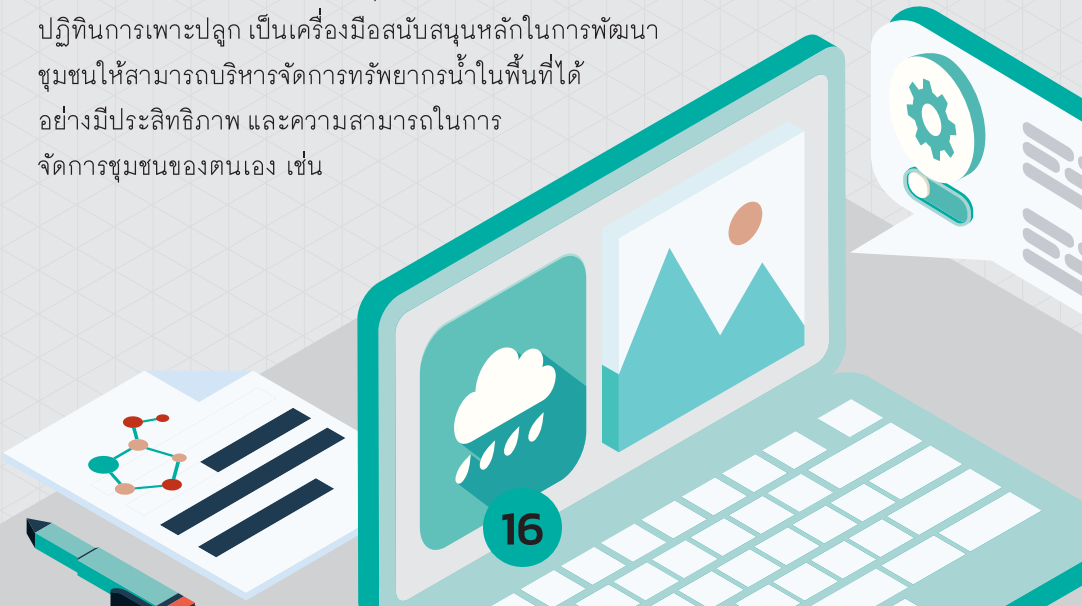 ปฏิทินการเพาะปลูก เป็นเครื่องมือสนับสนุนหลักในการพัฒนา
ชุมชนให้สามารถบริหารจัดการทรัพยากรน้ำในพื้นที่ได้
อย่างมีประสิทธิภาพ และความสามารถในการ
จัดการชุมชนของตนเอง เช่น
16